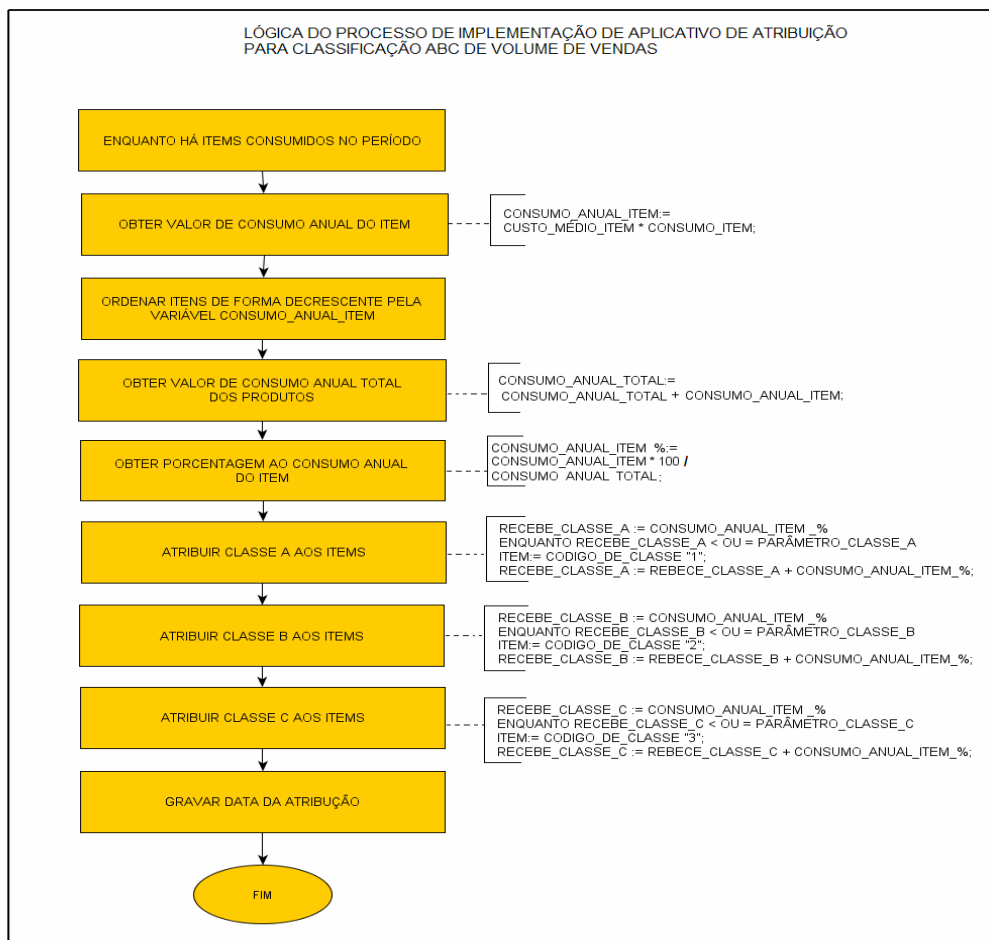 LÓGICA DO PROCESSO DE IMPLEMENTAÇÃO DE APLICATIVO DE ATRIBUIÇÃO
PARA CLASSIFICAÇÃO ABC DE VOLUME DE VENDAS
ENQUANTO HÁ ITEMS CONSUMIDOS NO PERÍODO
OBTER VALOR DE CONSUMO ANUAL DO ITEM
CONSUMO_ANUAL_ITEM:=
CUSTO_MÉDIO_ITEM * CONSUMO_ITEM;
ORDENAR ITENS DE FORMA DECRESCENTE PELA
VARIÁVEL CONSUMO_ANUAL_ITEM
OBTER VALOR DE CONSUMO ANUAL TOTAL
DOS PRODUTOS
CONSUMO_ANUAL_TOTAL:=
CONSUMO_ANUAL_TOTAL + CONSUMO_ANUAL_ITEM;
OBTER PORCENTAGEM AO CONSUMO ANUAL
DO ITEM
CONSUMO_ANUAL_ITEM_%:=
CONSUMO_ANUAL_ITEM * 100 /
CONSUMO_ANUAL_TOTAL;
ATRIBUIR CLASSE A AOS ITEMS
RECEBE_CLASSE_A := CONSUMO_ANUAL_ITEM _%
ENQUANTO RECEBE_CLASSE_A < OU = PARÂMETRO_CLASSE_A
ITEM:= CODIGO_DE_CLASSE "1";
RECEBE_CLASSE_A := REBECE_CLASSE_A + CONSUMO_ANUAL_ITEM_%;
ATRIBUIR CLASSE B AOS ITEMS
RECEBE_CLASSE_B := CONSUMO_ANUAL_ITEM _%
ENQUANTO RECEBE_CLASSE_B < OU = PARÂMETRO_CLASSE_B
ITEM:= CODIGO_DE_CLASSE "2";
RECEBE_CLASSE_B := REBECE_CLASSE_B + CONSUMO_ANUAL_ITEM_%;
ATRIBUIR CLASSE C AOS ITEMS
RECEBE_CLASSE_C := CONSUMO_ANUAL_ITEM _%
ENQUANTO RECEBE_CLASSE_C < OU = PARÂMETRO_CLASSE_C
ITEM:= CODIGO_DE_CLASSE "3";
RECEBE_CLASSE_C := REBECE_CLASSE_C + CONSUMO_ANUAL_ITEM_%;
GRAVAR DATA DA ATRIBUÇÃO
FIM